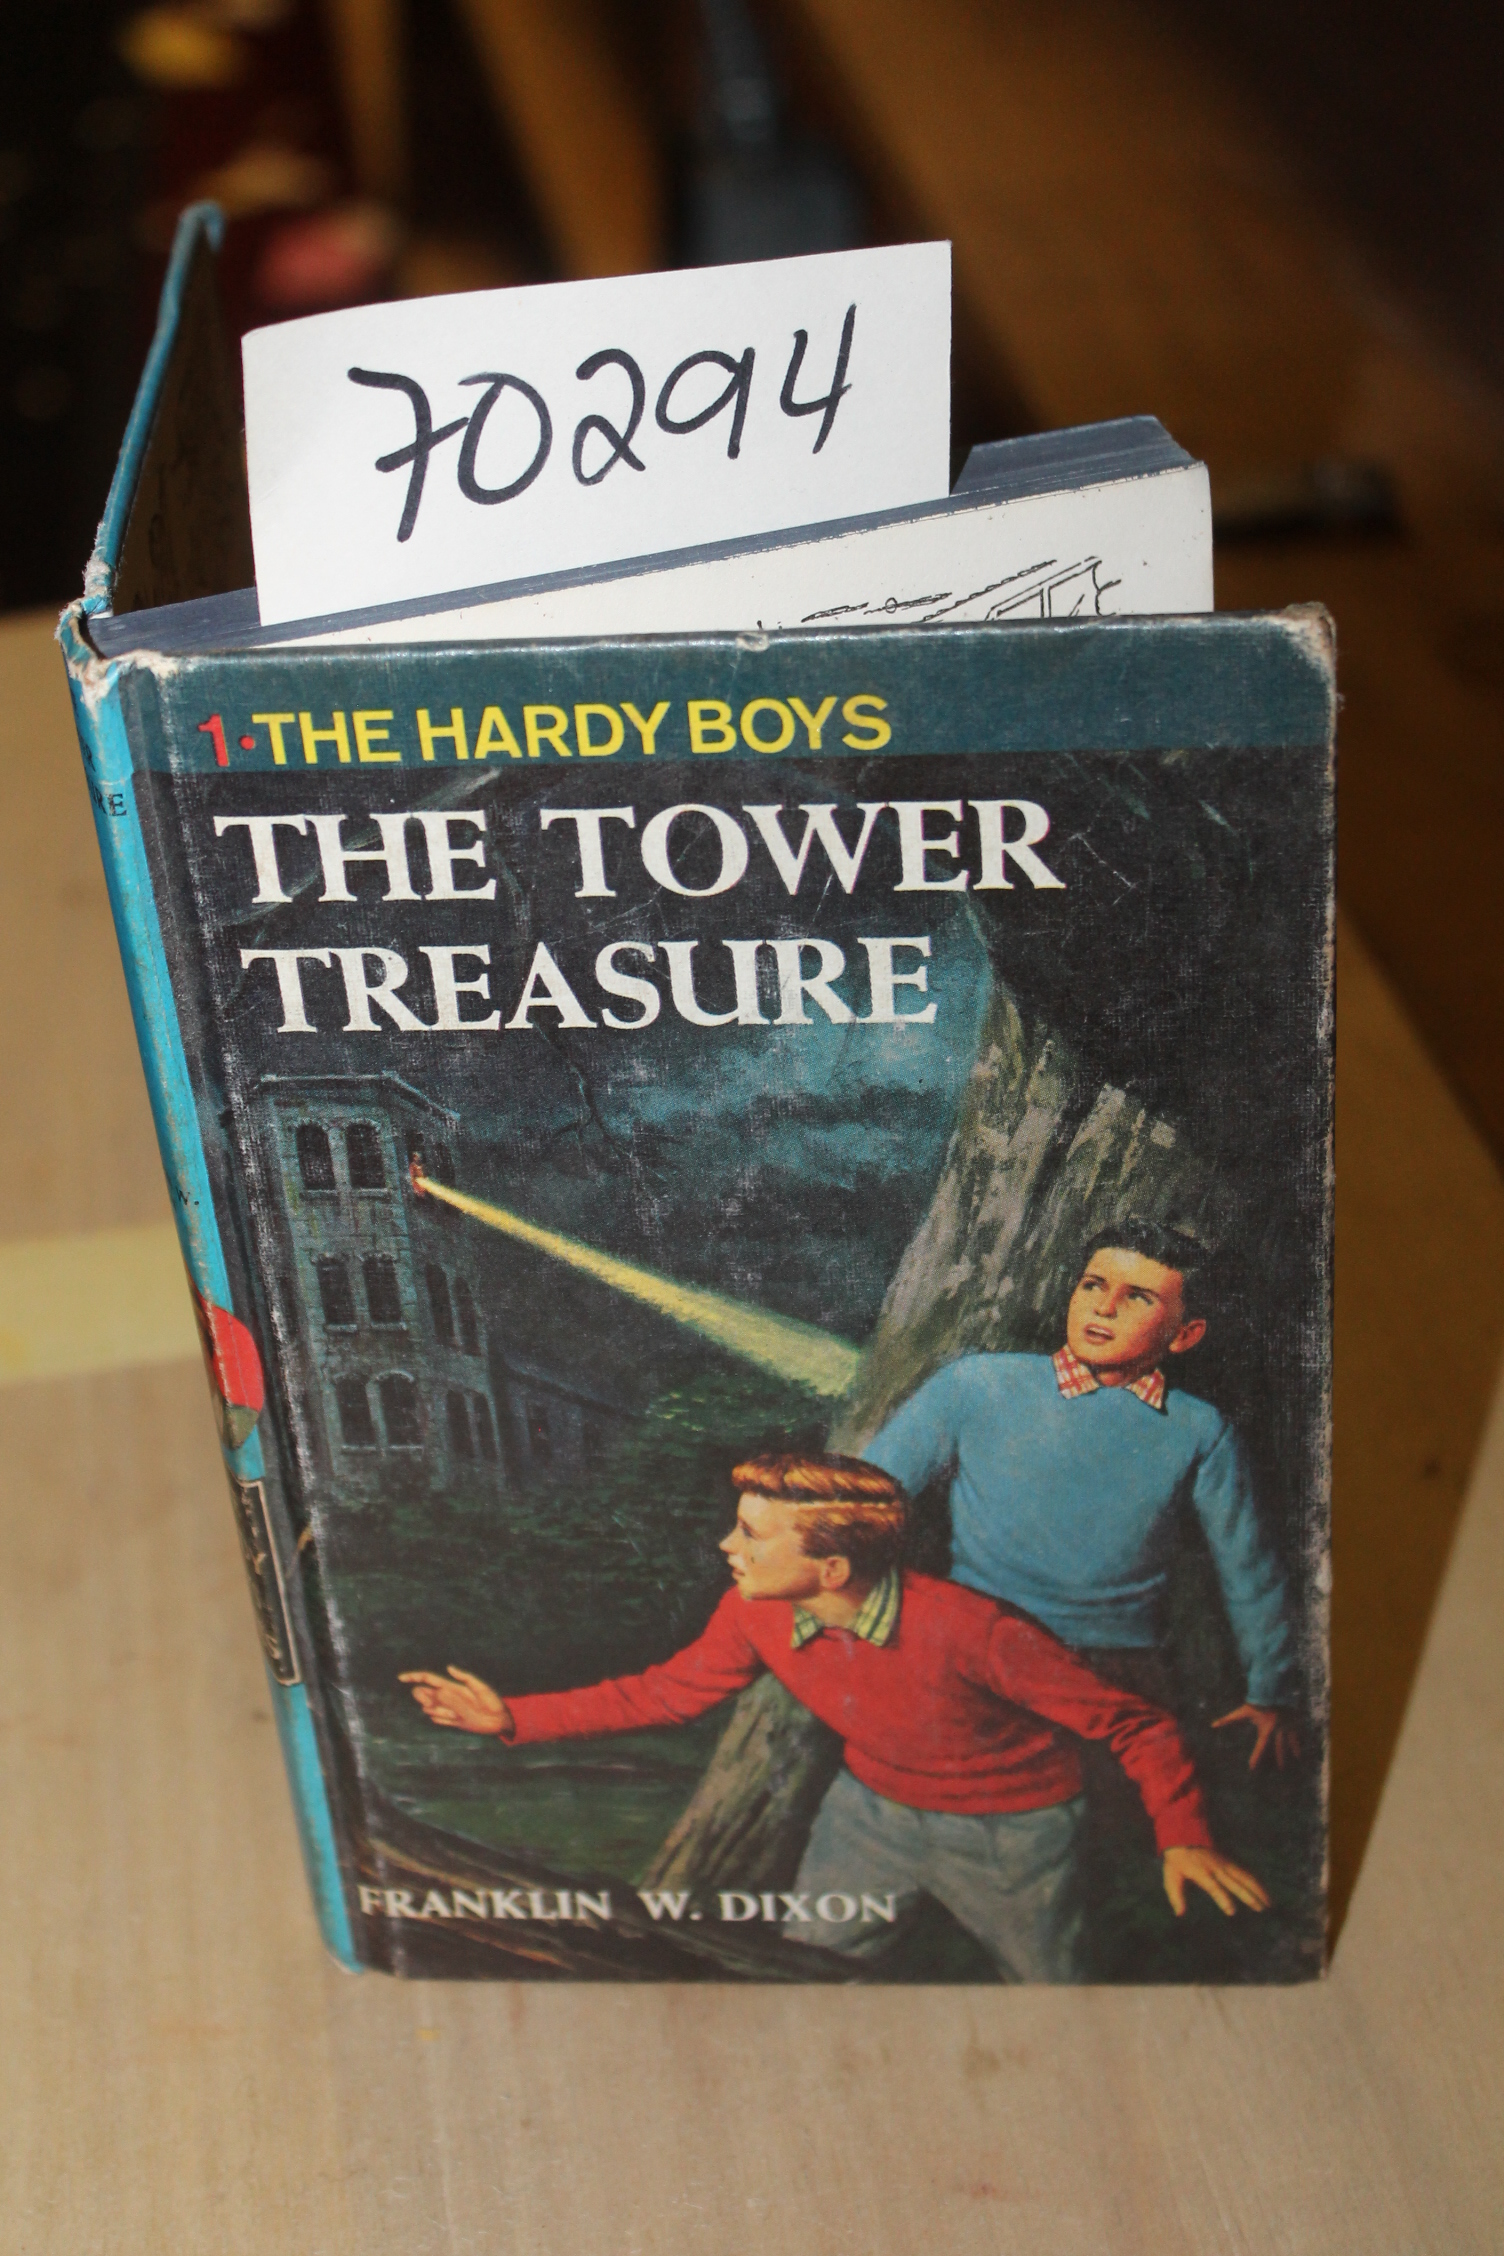 70294
1·THE HARDY BOYS
THE TOWER
TREASURE
FRANKLIN W. DIXON
W.